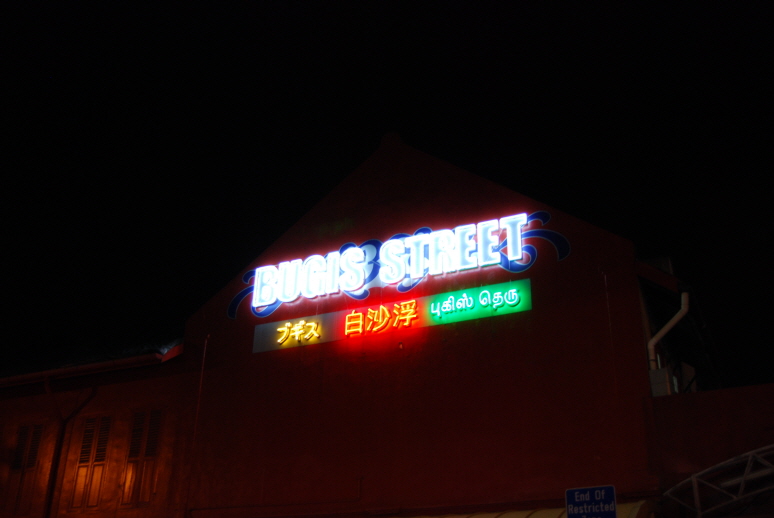 BUGIS STREET
ブギス 白沙浮 புகிஸ் தெரு
End Of
Restricted